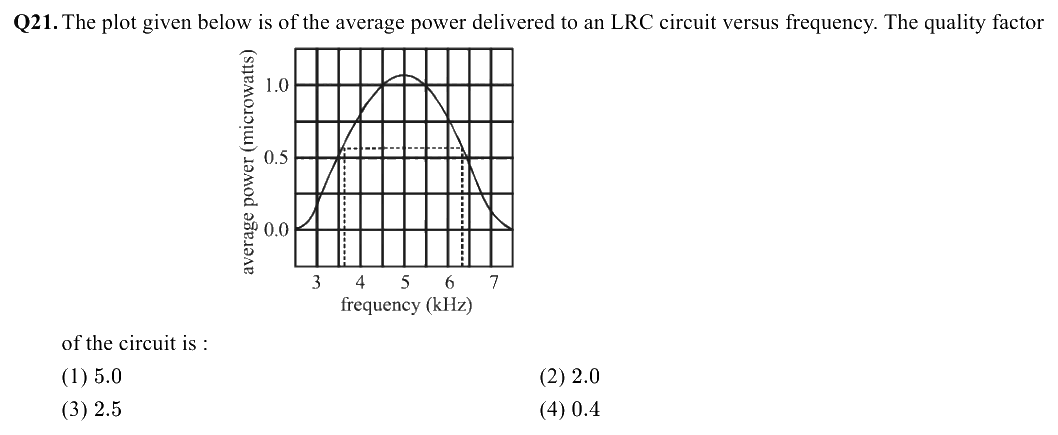 Q21. The plot given below is of the average power delivered to an LRC circuit versus frequency. The quality factor
average power (microwatts)
1.0
0.5
0.0
3 4 5 6 7
frequency (kHz)
of the circuit is :
(1) 5.0 (2) 2.0
(3) 2.5 (4) 0.4